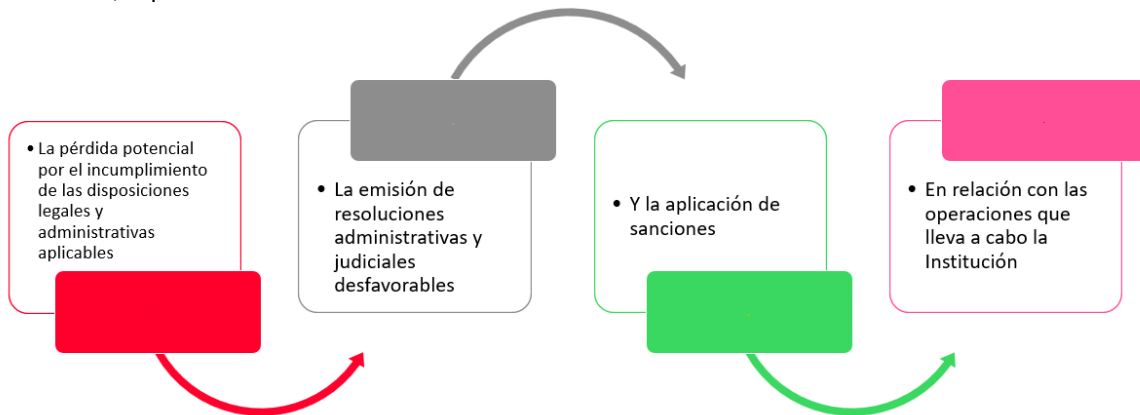 • La pérdida potencial
por el incumplimiento
de las disposiciones
legales y
administrativas
aplicables
• La emisión de
resoluciones
administrativas y
judiciales
desfavorables
• Y la aplicación de
sanciones
• En relación con las
operaciones que
lleva a cabo la
Institución